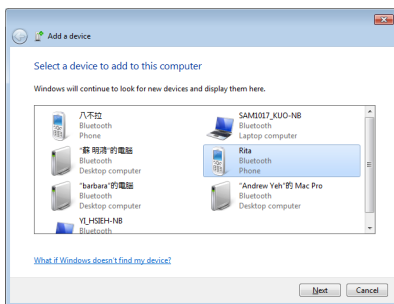 Add a device
Select a device to add to this computer
Windows will continue to look for new devices and display them here.
八不拉
Bluetooth
Phone
SAM1017_KUO-NB
Bluetooth
Laptop computer
"蘇 明鴻"的電腦
Bluetooth
Desktop computer
Rita
Bluetooth
Phone
"barbara"的電腦
Bluetooth
Desktop computer
"Andrew Yeh"的 Mac Pro
Bluetooth
Desktop computer
YI_HSIEH-NB
Bluetooth
What if Windows doesn't find my device?
Next
Cancel